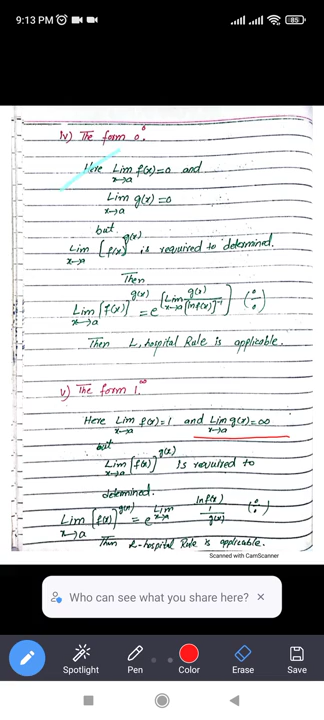 9:13 PM
85
iv) The form 0⁰
Here Lim f(x)=0 and
x→a
Lim g(x)=0
x→a
but
Lim [f(x)]^g(x) is required to determined.
x→a
Then
Lim [f(x)]^g(x) = e^[Lim g(x)/[lnf(x)]⁻¹] (0/0)
x→a x→a
Then L, hospital Rule is applicable.
v) The form 1^∞
Here Lim f(x)=1 and Lim g(x)=∞
x→a x→a
but
Lim [f(x)]^g(x) is required to
x→a
determined.
Lim [f(x)]^g(x) = e^Lim lnf(x)/(1/g(x)) (0/0)
x→a x→a
Then L-hospital Rule is applicable.
Scanned with CamScanner
Who can see what you share here?
Spotlight
Pen
Color
Erase
Save